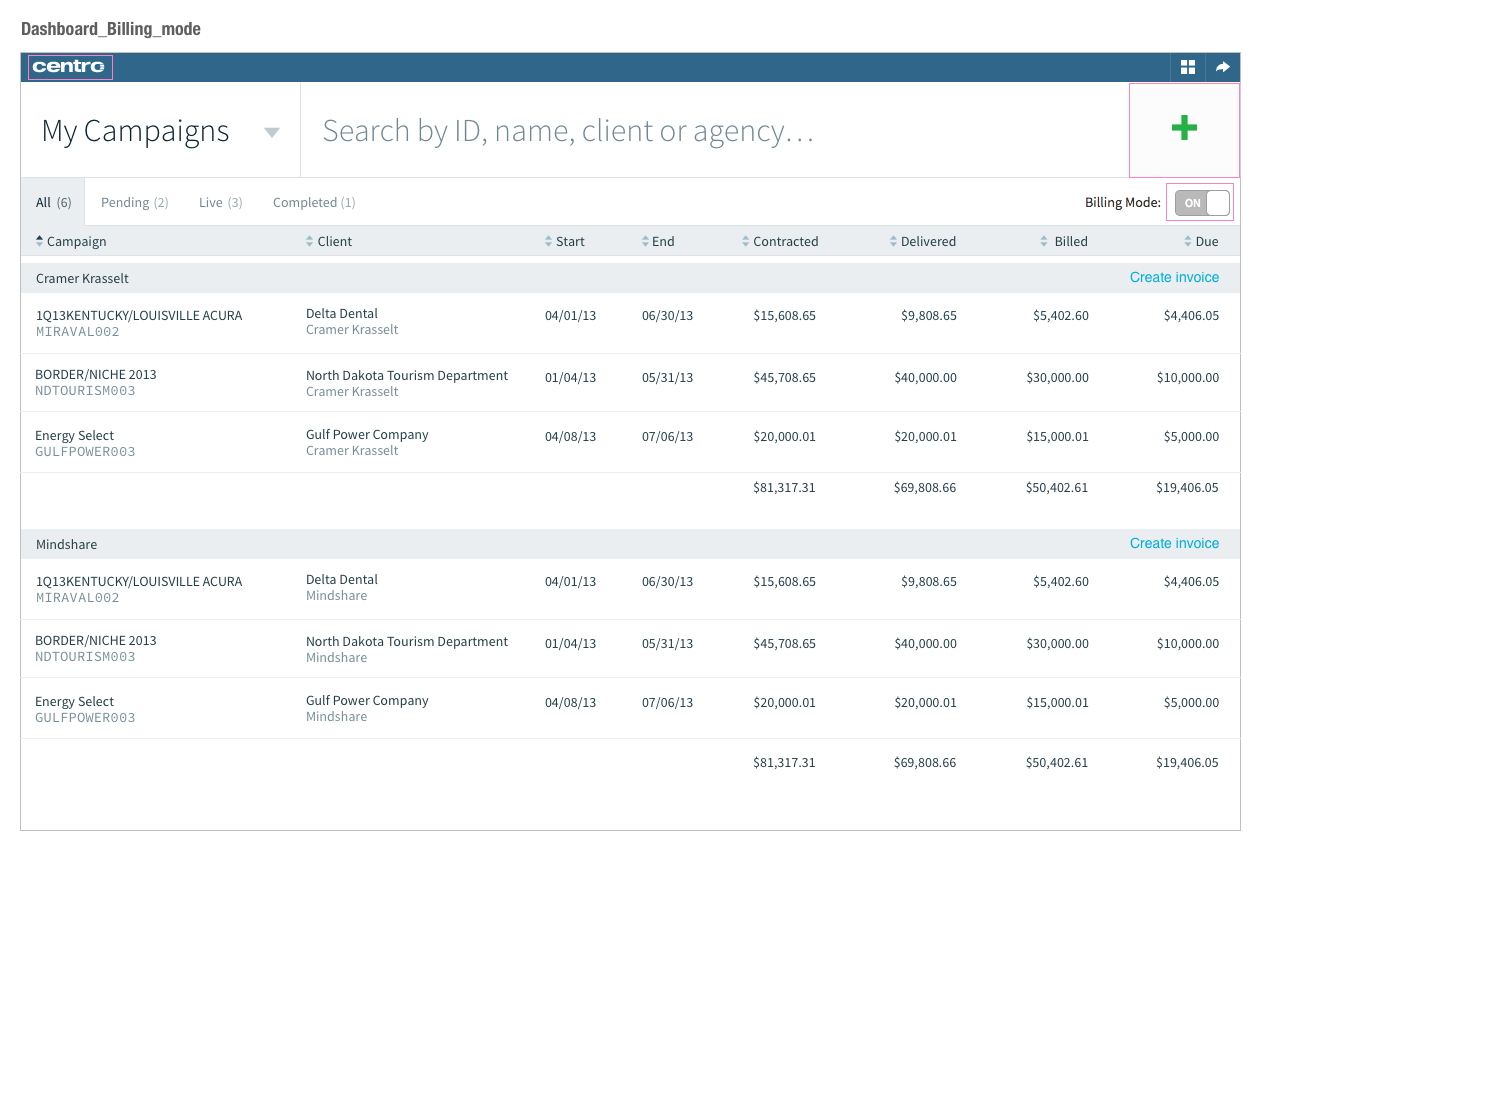 Dashboard_Billing_mode
centro
My Campaigns Search by ID, name, client or agency...
All (6) Pending (2) Live (3) Completed (1) Billing Mode: ON
Campaign Client Start End Contracted Delivered Billed Due
Cramer Krasselt Create invoice
1Q13KENTUCKY/LOUISVILLE ACURA Delta Dental 04/01/13 06/30/13 $15,608.65 $9,808.65 $5,402.60 $4,406.05
MIRAVAL002 Cramer Krasselt
BORDER/NICHE 2013 North Dakota Tourism Department 01/04/13 05/31/13 $45,708.65 $40,000.00 $30,000.00 $10,000.00
NDTOURISM003 Cramer Krasselt
Energy Select Gulf Power Company 04/08/13 07/06/13 $20,000.01 $20,000.01 $15,000.01 $5,000.00
GULFPOWER003 Cramer Krasselt
$81,317.31 $69,808.66 $50,402.61 $19,406.05
Mindshare Create invoice
1Q13KENTUCKY/LOUISVILLE ACURA Delta Dental 04/01/13 06/30/13 $15,608.65 $9,808.65 $5,402.60 $4,406.05
MIRAVAL002 Mindshare
BORDER/NICHE 2013 North Dakota Tourism Department 01/04/13 05/31/13 $45,708.65 $40,000.00 $30,000.00 $10,000.00
NDTOURISM003 Mindshare
Energy Select Gulf Power Company 04/08/13 07/06/13 $20,000.01 $20,000.01 $15,000.01 $5,000.00
GULFPOWER003 Mindshare
$81,317.31 $69,808.66 $50,402.61 $19,406.05